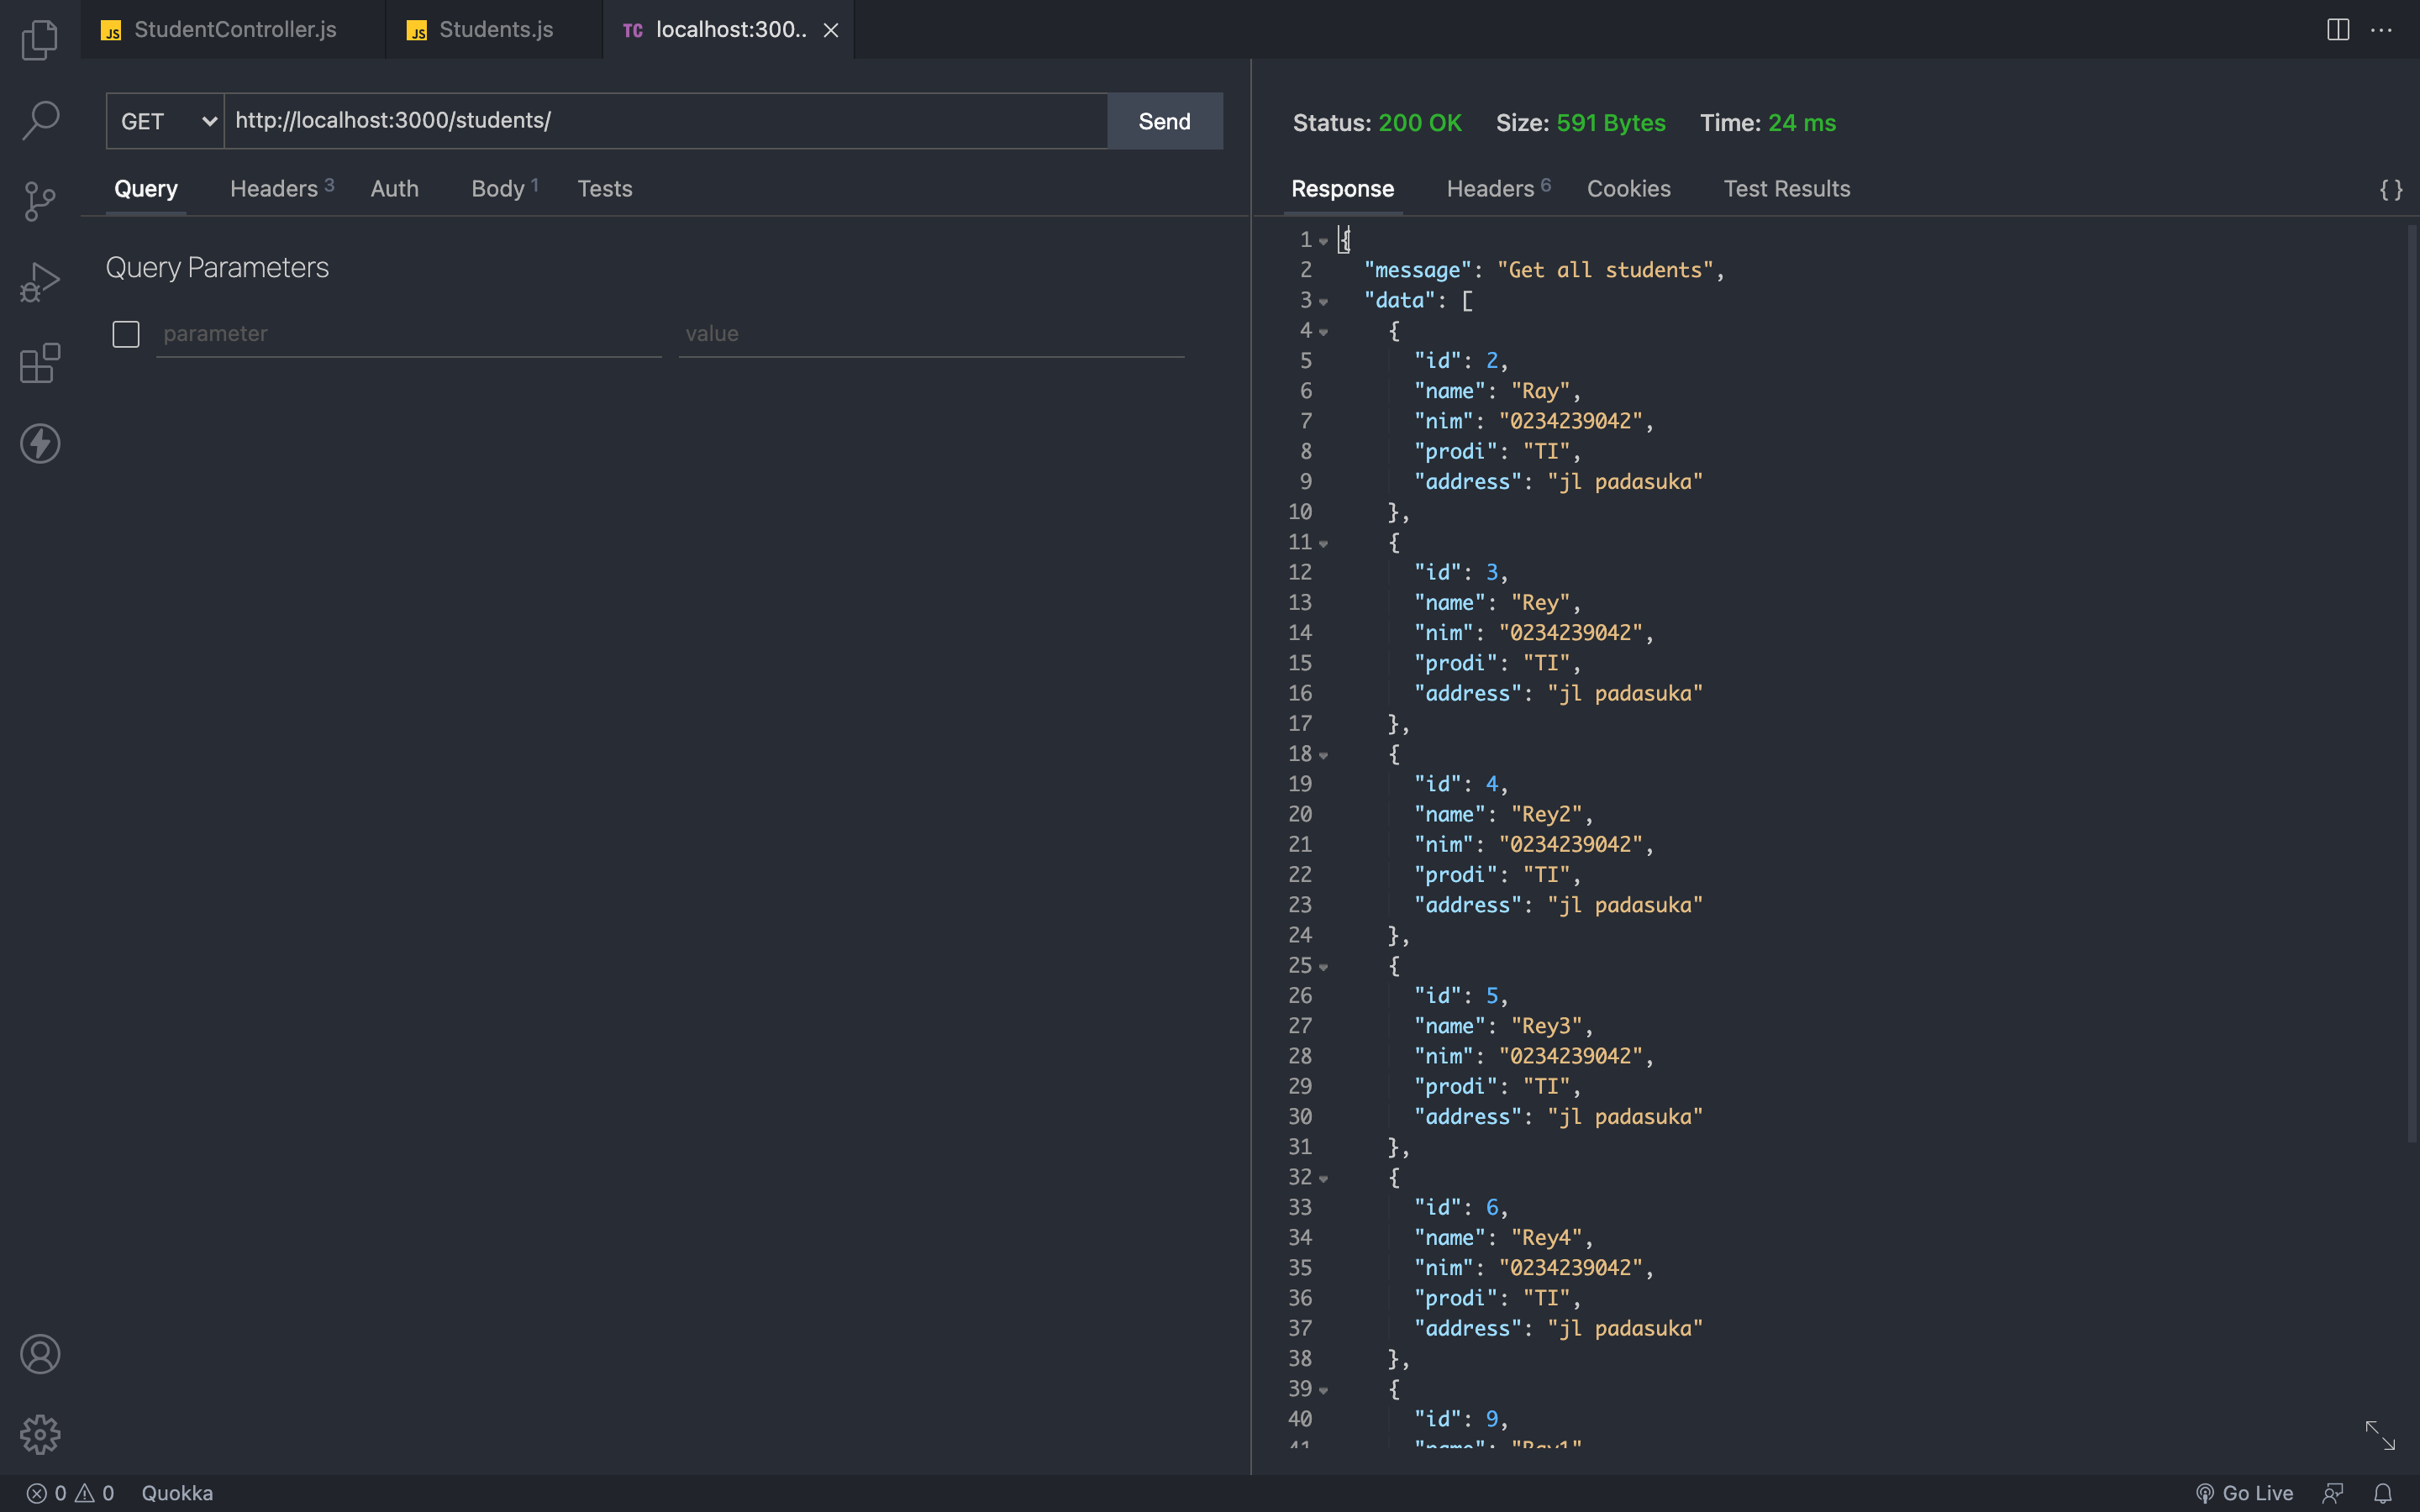 JS StudentController.js JS Students.js TC localhost:300..
GET http://localhost:3000/students/ Send
Query Headers 3 Auth Body 1 Tests
Query Parameters
parameter value
Status: 200 OK Size: 591 Bytes Time: 24 ms
Response Headers 6 Cookies Test Results {}
1 {
2 "message": "Get all students",
3 "data": [
4 {
5 "id": 2,
6 "name": "Ray",
7 "nim": "0234239042",
8 "prodi": "TI",
9 "address": "jl padasuka"
10 },
11 {
12 "id": 3,
13 "name": "Rey",
14 "nim": "0234239042",
15 "prodi": "TI",
16 "address": "jl padasuka"
17 },
18 {
19 "id": 4,
20 "name": "Rey2",
21 "nim": "0234239042",
22 "prodi": "TI",
23 "address": "jl padasuka"
24 },
25 {
26 "id": 5,
27 "name": "Rey3",
28 "nim": "0234239042",
29 "prodi": "TI",
30 "address": "jl padasuka"
31 },
32 {
33 "id": 6,
34 "name": "Rey4",
35 "nim": "0234239042",
36 "prodi": "TI",
37 "address": "jl padasuka"
38 },
39 {
40 "id": 9,
41 "name": "Ray1"
0 0 Quokka Go Live